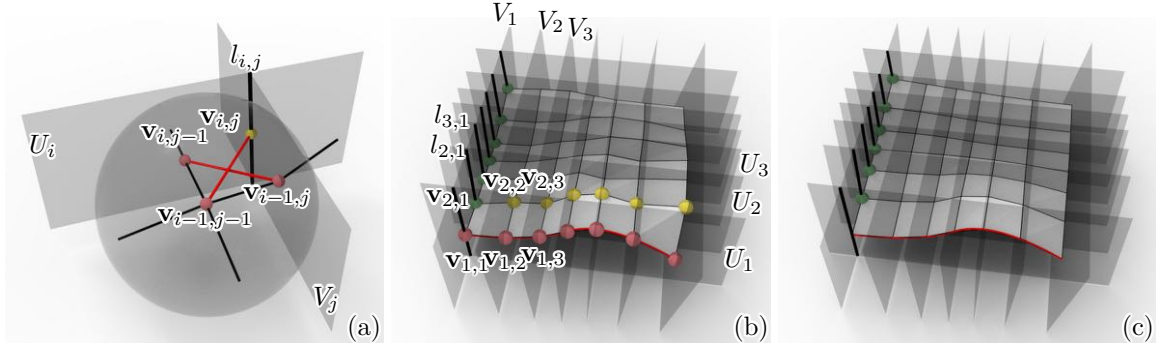 l_{i,j}
U_i
v_{i,j−1}
v_{i,j}
v_{i−1,j}
v_{i−1,j−1}
V_j
(a)
V_1
V_2
V_3
l_{3,1}
l_{2,1}
v_{2,1}
v_{2,2}
v_{2,3}
v_{1,1}
v_{1,2}
v_{1,3}
U_3
U_2
U_1
(b)
(c)